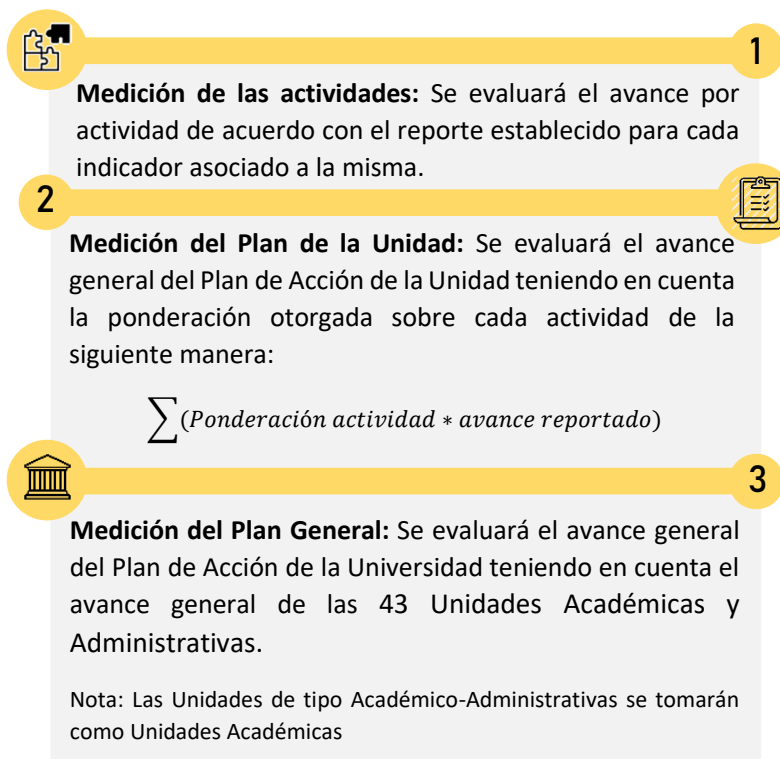 1
Medición de las actividades: Se evaluará el avance por
actividad de acuerdo con el reporte establecido para cada
indicador asociado a la misma.
2
Medición del Plan de la Unidad: Se evaluará el avance
general del Plan de Acción de la Unidad teniendo en cuenta
la ponderación otorgada sobre cada actividad de la
siguiente manera:
∑(Ponderación actividad ∗ avance reportado)
3
Medición del Plan General: Se evaluará el avance general
del Plan de Acción de la Universidad teniendo en cuenta el
avance general de las 43 Unidades Académicas y
Administrativas.
Nota: Las Unidades de tipo Académico-Administrativas se tomarán
como Unidades Académicas